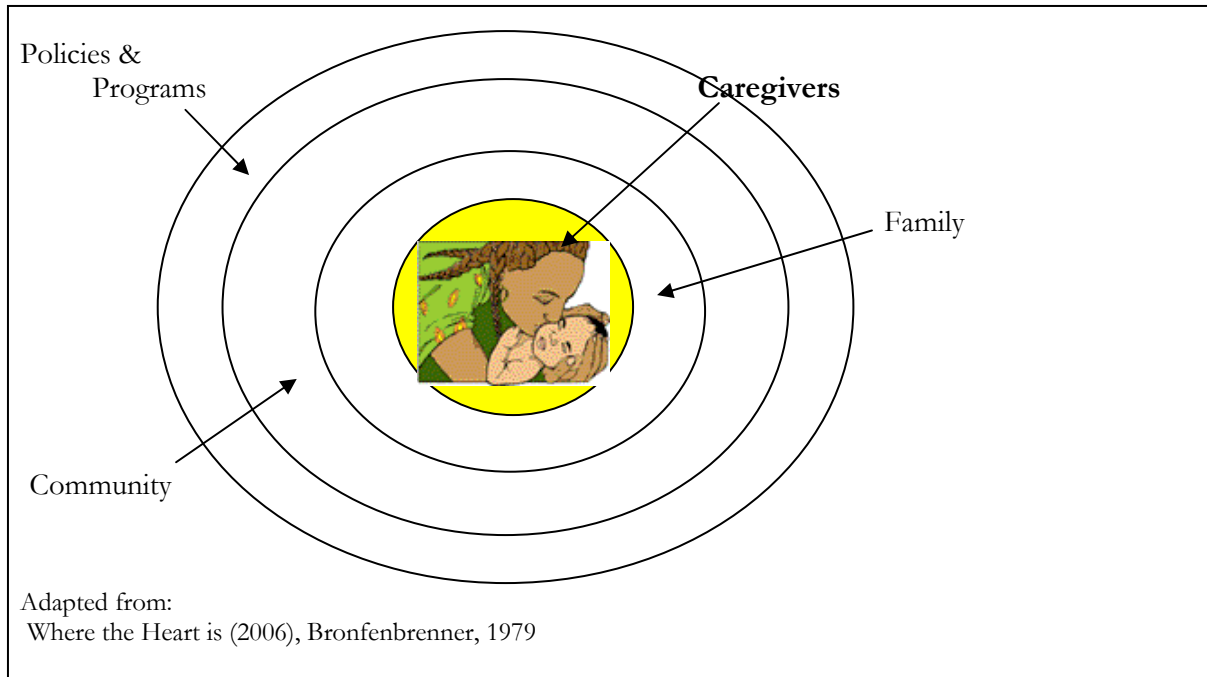 Policies &
Programs
Caregivers
Family
Community
Adapted from:
Where the Heart is (2006), Bronfenbrenner, 1979